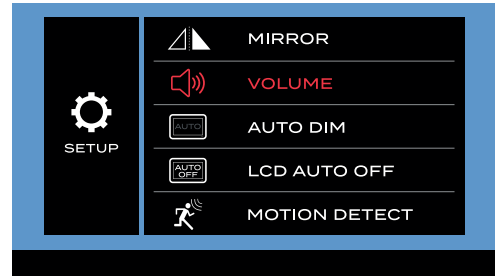 SETUP
MIRROR
VOLUME
AUTO
AUTO DIM
AUTO
OFF
LCD AUTO OFF
MOTION DETECT